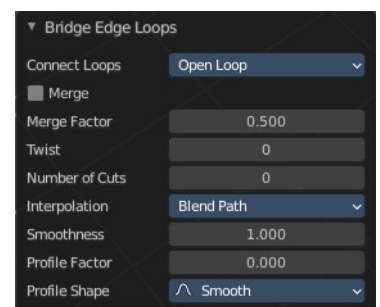 Bridge Edge Loops
Connect Loops Open Loop
Merge
Merge Factor 0.500
Twist 0
Number of Cuts 0
Interpolation Blend Path
Smoothness 1.000
Profile Factor 0.000
Profile Shape Smooth